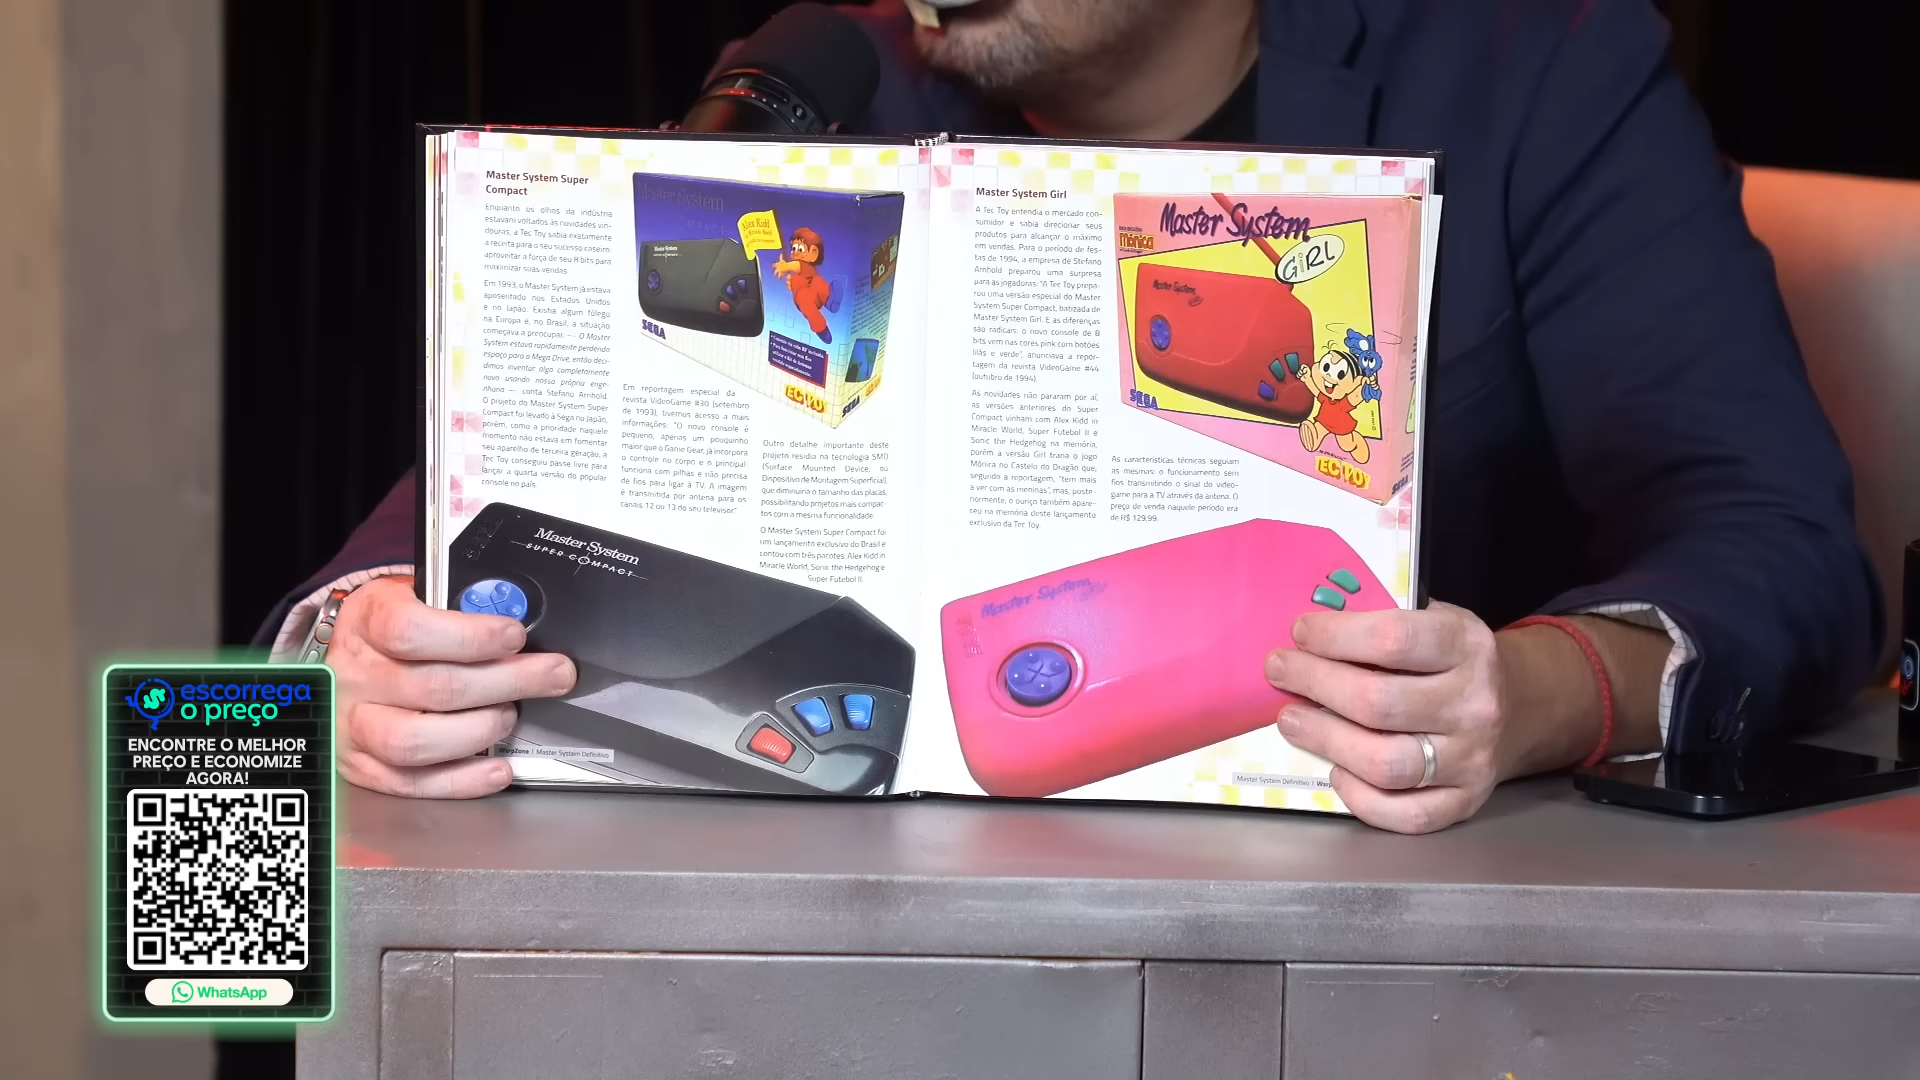 Master System Super
Compact
Enquanto os olhos da indústria
estavam voltados às novidades vin-
douras, a Tec Toy sabia exatamente
a receita para o seu sucesso caseiro:
aproveitar a força de seu 8 bits para
maximizar suas vendas.
Em 1993, o Master System já estava
aposentado nos Estados Unidos
e no Japão. Existia algum fôlego
na Europa e, no Brasil, a situação
começava a preocupar. — O Master
System estava rapidamente perdendo
espaço para o Mega Drive, então deci-
dimos inventar algo completamente
novo usando nossa própria enge-
nharia — conta Stefano Arnhold.
O projeto do Master System Super
Compact foi levado à Sega no Japão,
porém, como a prioridade naquele
momento não estava em fomentar
seu aparelho de terceira geração, a
Tec Toy conseguiu passe livre para
lançar a quarta versão do popular
console no país.
Em reportagem especial da
revista VideoGame #30 (setembro
de 1993), tivemos acesso a mais
informações: "O novo console é
pequeno, apenas um pouquinho
maior que o Game Gear, já incorpora
o controle no corpo e o principal:
funciona com pilhas e não precisa
de fios para ligar à TV. A imagem
é transmitida por antena para os
canais 12 ou 13 do seu televisor"
Outro detalhe importante deste
projeto residia na tecnologia SMD
(Surface Mounted Device, ou
Dispositivo de Montagem Superficial),
que diminuiria o tamanho das placas,
possibilitando projetos mais compac-
tos com a mesma funcionalidade.
O Master System Super Compact foi
um lançamento exclusivo do Brasil e
contou com três pacotes: Alex Kidd in
Miracle World, Sonic the Hedgehog e
Super Futebol II.
Master System
COMPACT
Alex Kidd
Master System
SEGA
TEC TOY
SEGA
Master System
SUPER COMPACT
WarpZone | Master System Definitivo
Master System Girl
A Tec Toy entendia o mercado con-
sumidor e sabia direcionar seus
produtos para alcançar o máximo
em vendas. Para o período de fes-
tas de 1994, a empresa de Stefano
Arnhold preparou uma surpresa
para as jogadoras: "A Tec Toy prepa-
rou uma versão especial do Master
System Super Compact, batizada de
Master System Girl. E as diferenças
são radicais: o novo console de 8
bits vem nas cores pink com botões
lilás e verde", anunciava a repor-
tagem da revista VideoGame #44
(outubro de 1994).
As novidades não pararam por aí,
as versões anteriores do Super
Compact vinham com Alex Kidd in
Miracle World, Super Futebol II e
Sonic the Hedgehog na memória,
porém a versão Girl traria o jogo
Mônica no Castelo do Dragão que,
segundo a reportagem, "tem mais
a ver com as meninas", mas, poste-
riormente, o ouriço também apare-
ceu na memória deste lançamento
exclusivo da Tec Toy.
As características técnicas seguiam
as mesmas: o funcionamento sem
fios transmitindo o sinal do video-
game para a TV através da antena. O
preço de venda naquele período era
de R$ 129,99.
Master System
GIRL
Mônica
Master System
SEGA
TEC TOY
Master System
Master System Definitivo | Warp
escorrega
o preço
ENCONTRE O MELHOR
PREÇO E ECONOMIZE
AGORA!
WhatsApp